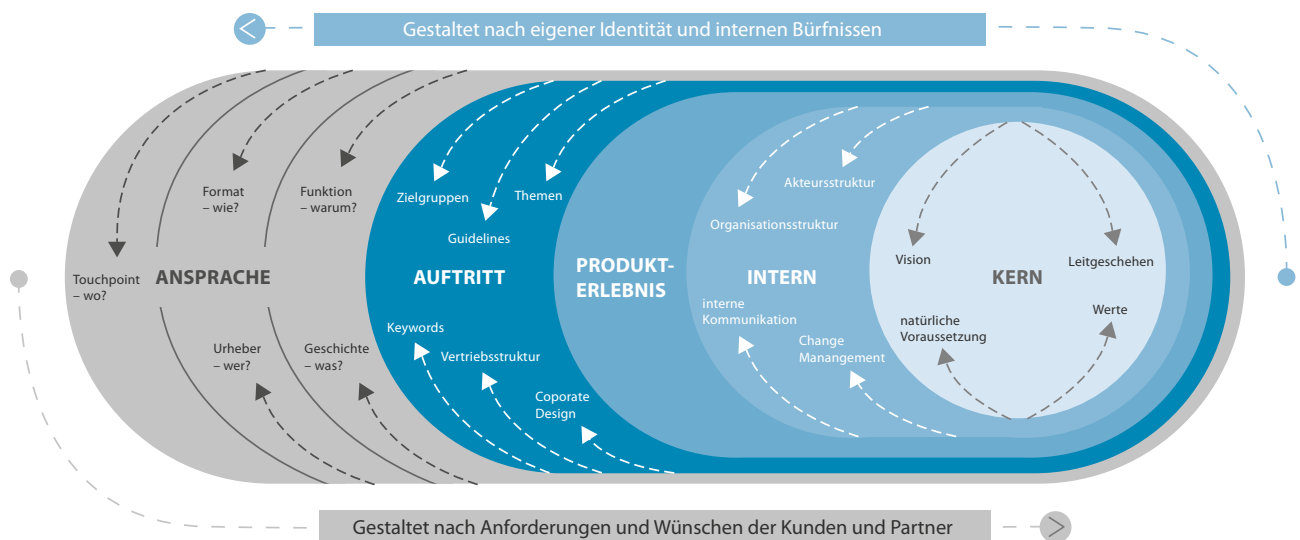 Gestaltet nach eigener Identität und internen Bürfnissen
Format
– wie?
Funktion
– warum?
Zielgruppen
Themen
Guidelines
Akteursstruktur
Organisationsstruktur
Vision
Leitgeschehen
Touchpoint
– wo?
ANSPRACHE
AUFTRITT
PRODUKT-
ERLEBNIS
INTERN
KERN
Keywords
Vertriebsstruktur
Coporate
Design
interne
Kommunikation
Change
Manangement
natürliche
Voraussetzung
Werte
Urheber
– wer?
Geschichte
– was?
Gestaltet nach Anforderungen und Wünschen der Kunden und Partner